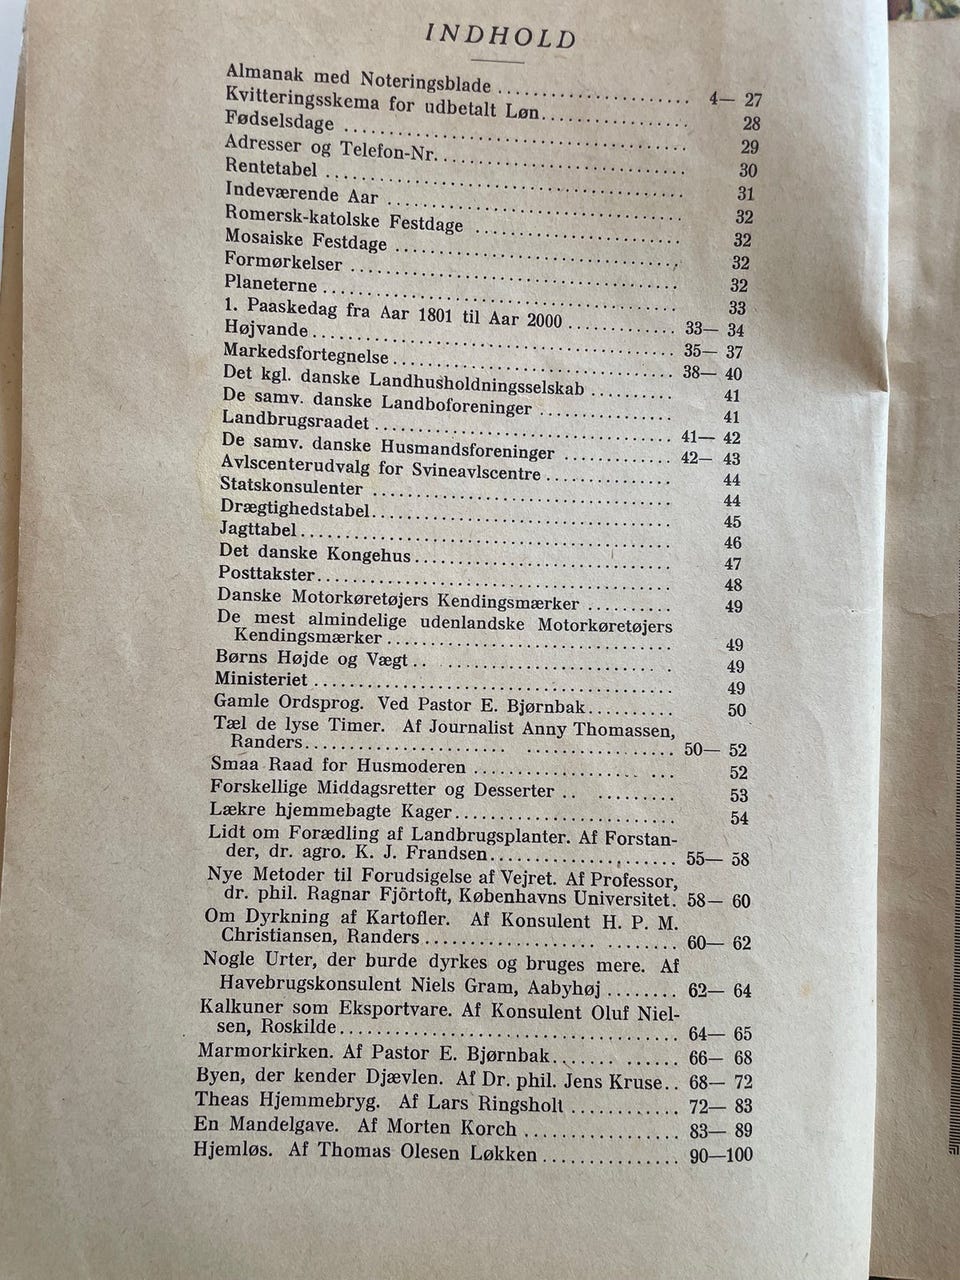 INDHOLD
Almanak med Noteringsblade ........................ 4— 27
Kvitteringsskema for udbetalt Løn................. 28
Fødselsdage ....................................... 29
Adresser og Telefon-Nr............................. 30
Rentetabel ........................................ 31
Indeværende Aar ................................... 32
Romersk-katolske Festdage ......................... 32
Mosaiske Festdage ................................. 32
Formørkelser ...................................... 32
Planeterne ........................................ 33
1. Paaskedag fra Aar 1801 til Aar 2000 ............ 33— 34
Højvande........................................... 35— 37
Markedsfortegnelse................................. 38— 40
Det kgl. danske Landhusholdningsselskab .......... 41
De samv. danske Landboforeninger .................. 41
Landbrugsraadet ................................... 41— 42
De samv. danske Husmandsforeninger ................ 42— 43
Avlscenterudvalg for Svineavlscentre............... 44
Statskonsulenter .................................. 44
Drægtighedstabel................................... 45
Jagttabel.......................................... 46
Det danske Kongehus................................ 47
Posttakster........................................ 48
Danske Motorkøretøjers Kendingsmærker .......... 49
De mest almindelige udenlandske Motorkøretøjers
Kendingsmærker................................ 49
Børns Højde og Vægt .............................. 49
Ministeriet ....................................... 49
Gamle Ordsprog. Ved Pastor E. Bjørnbak.......... 50
Tæl de lyse Timer. Af Journalist Anny Thomassen,
Randers........................................ 50— 52
Smaa Raad for Husmoderen ......................... 52
Forskellige Middagsretter og Desserter ........... 53
Lækre hjemmebagte Kager........................... 54
Lidt om Forædling af Landbrugsplanter. Af Forstan-
der, dr. agro. K. J. Frandsen..................... 55— 58
Nye Metoder til Forudsigelse af Vejret. Af Professor,
dr. phil. Ragnar Fjörtoft, Københavns Universitet. 58— 60
Om Dyrkning af Kartofler. Af Konsulent H. P. M.
Christiansen, Randers............................. 60— 62
Nogle Urter, der burde dyrkes og bruges mere. Af
Havebrugskonsulent Niels Gram, Aabyhøj ........ 62— 64
Kalkuner som Eksportvare. Af Konsulent Oluf Niel-
sen, Roskilde..................................... 64— 65
Marmorkirken. Af Pastor E. Bjørnbak............. 66— 68
Byen, der kender Djævlen. Af Dr. phil. Jens Kruse.. 68— 72
Theas Hjemmebryg. Af Lars Ringsholt ............ 72— 83
En Mandelgave. Af Morten Korch ................. 83— 89
Hjemløs. Af Thomas Olesen Løkken............... 90—100